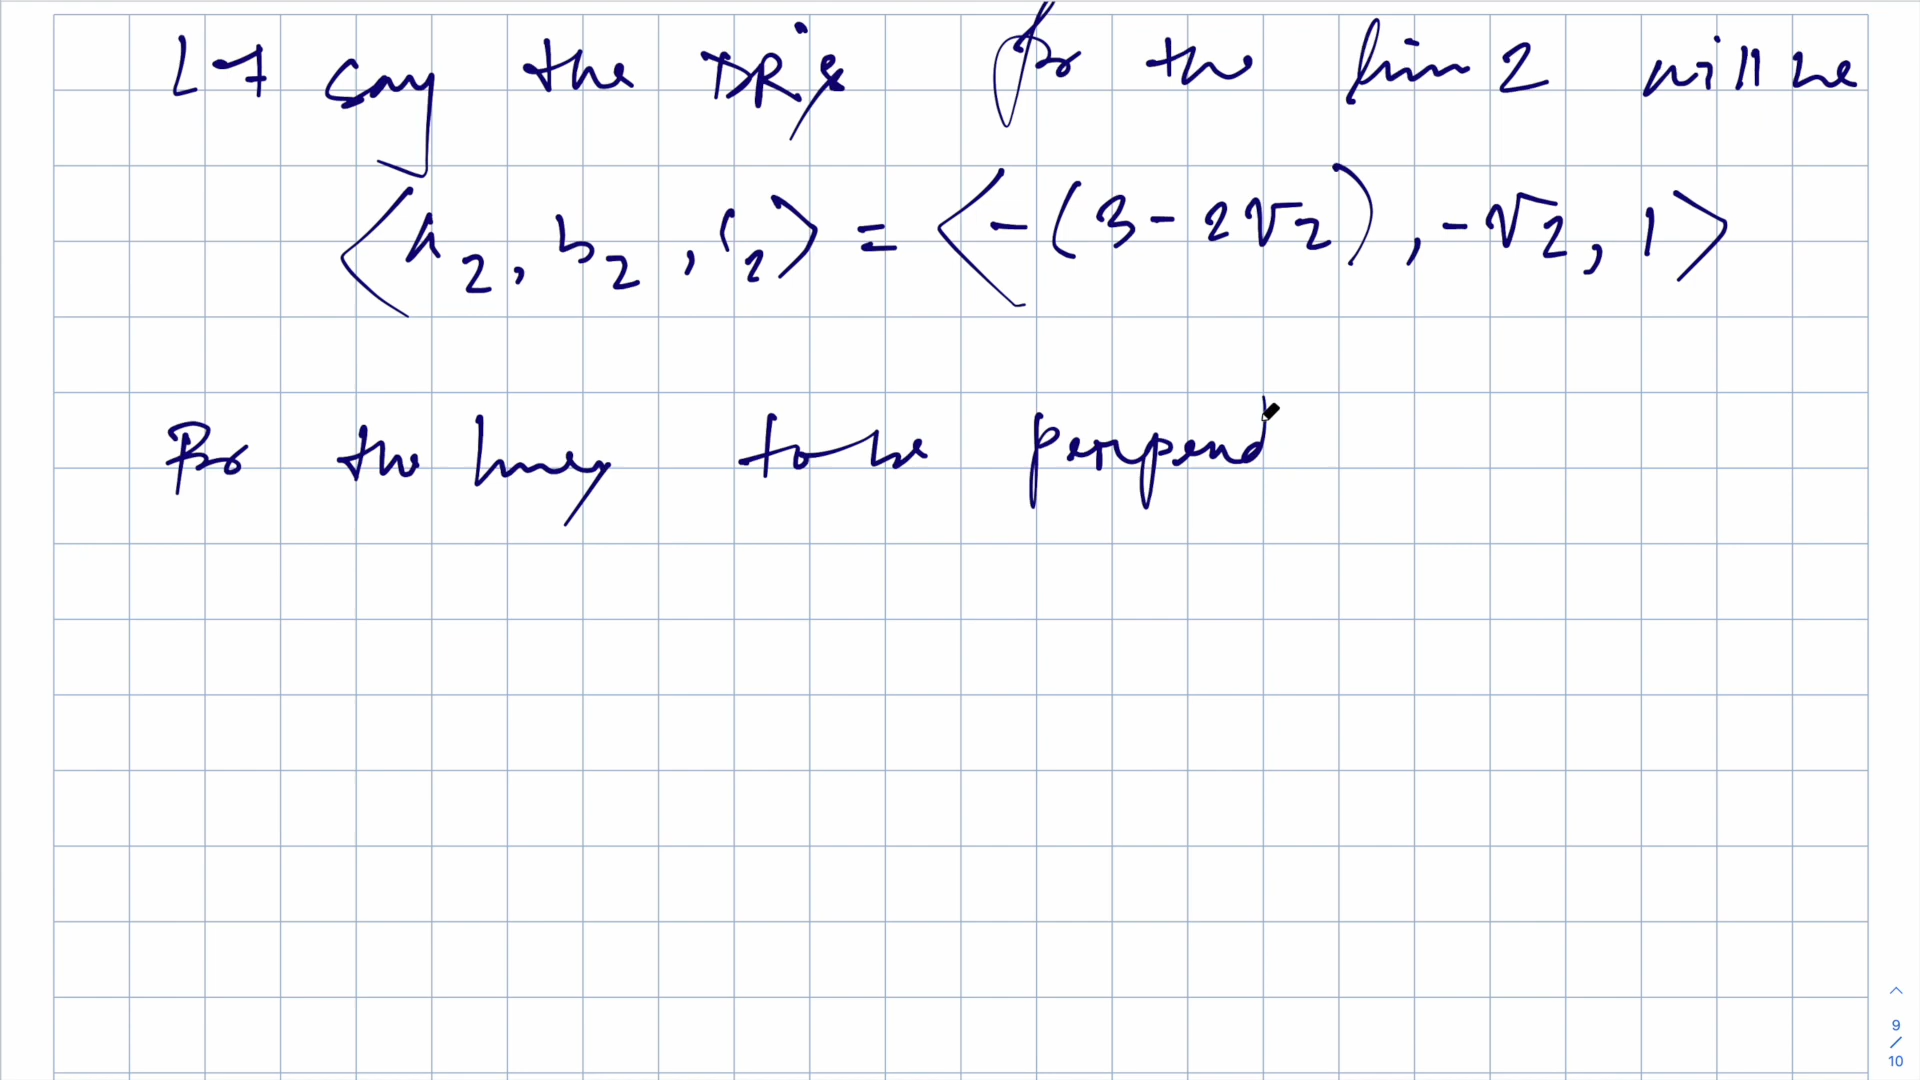 Let say the DR's for the line 2 will be
<a2, b2, c2> = <-(3-2√2), -√2, 1>
For the lines to be perpend
9
/
10